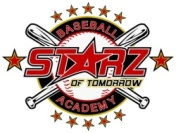 BASEBALL
STARZ
OF TOMORROW
ACADEMY